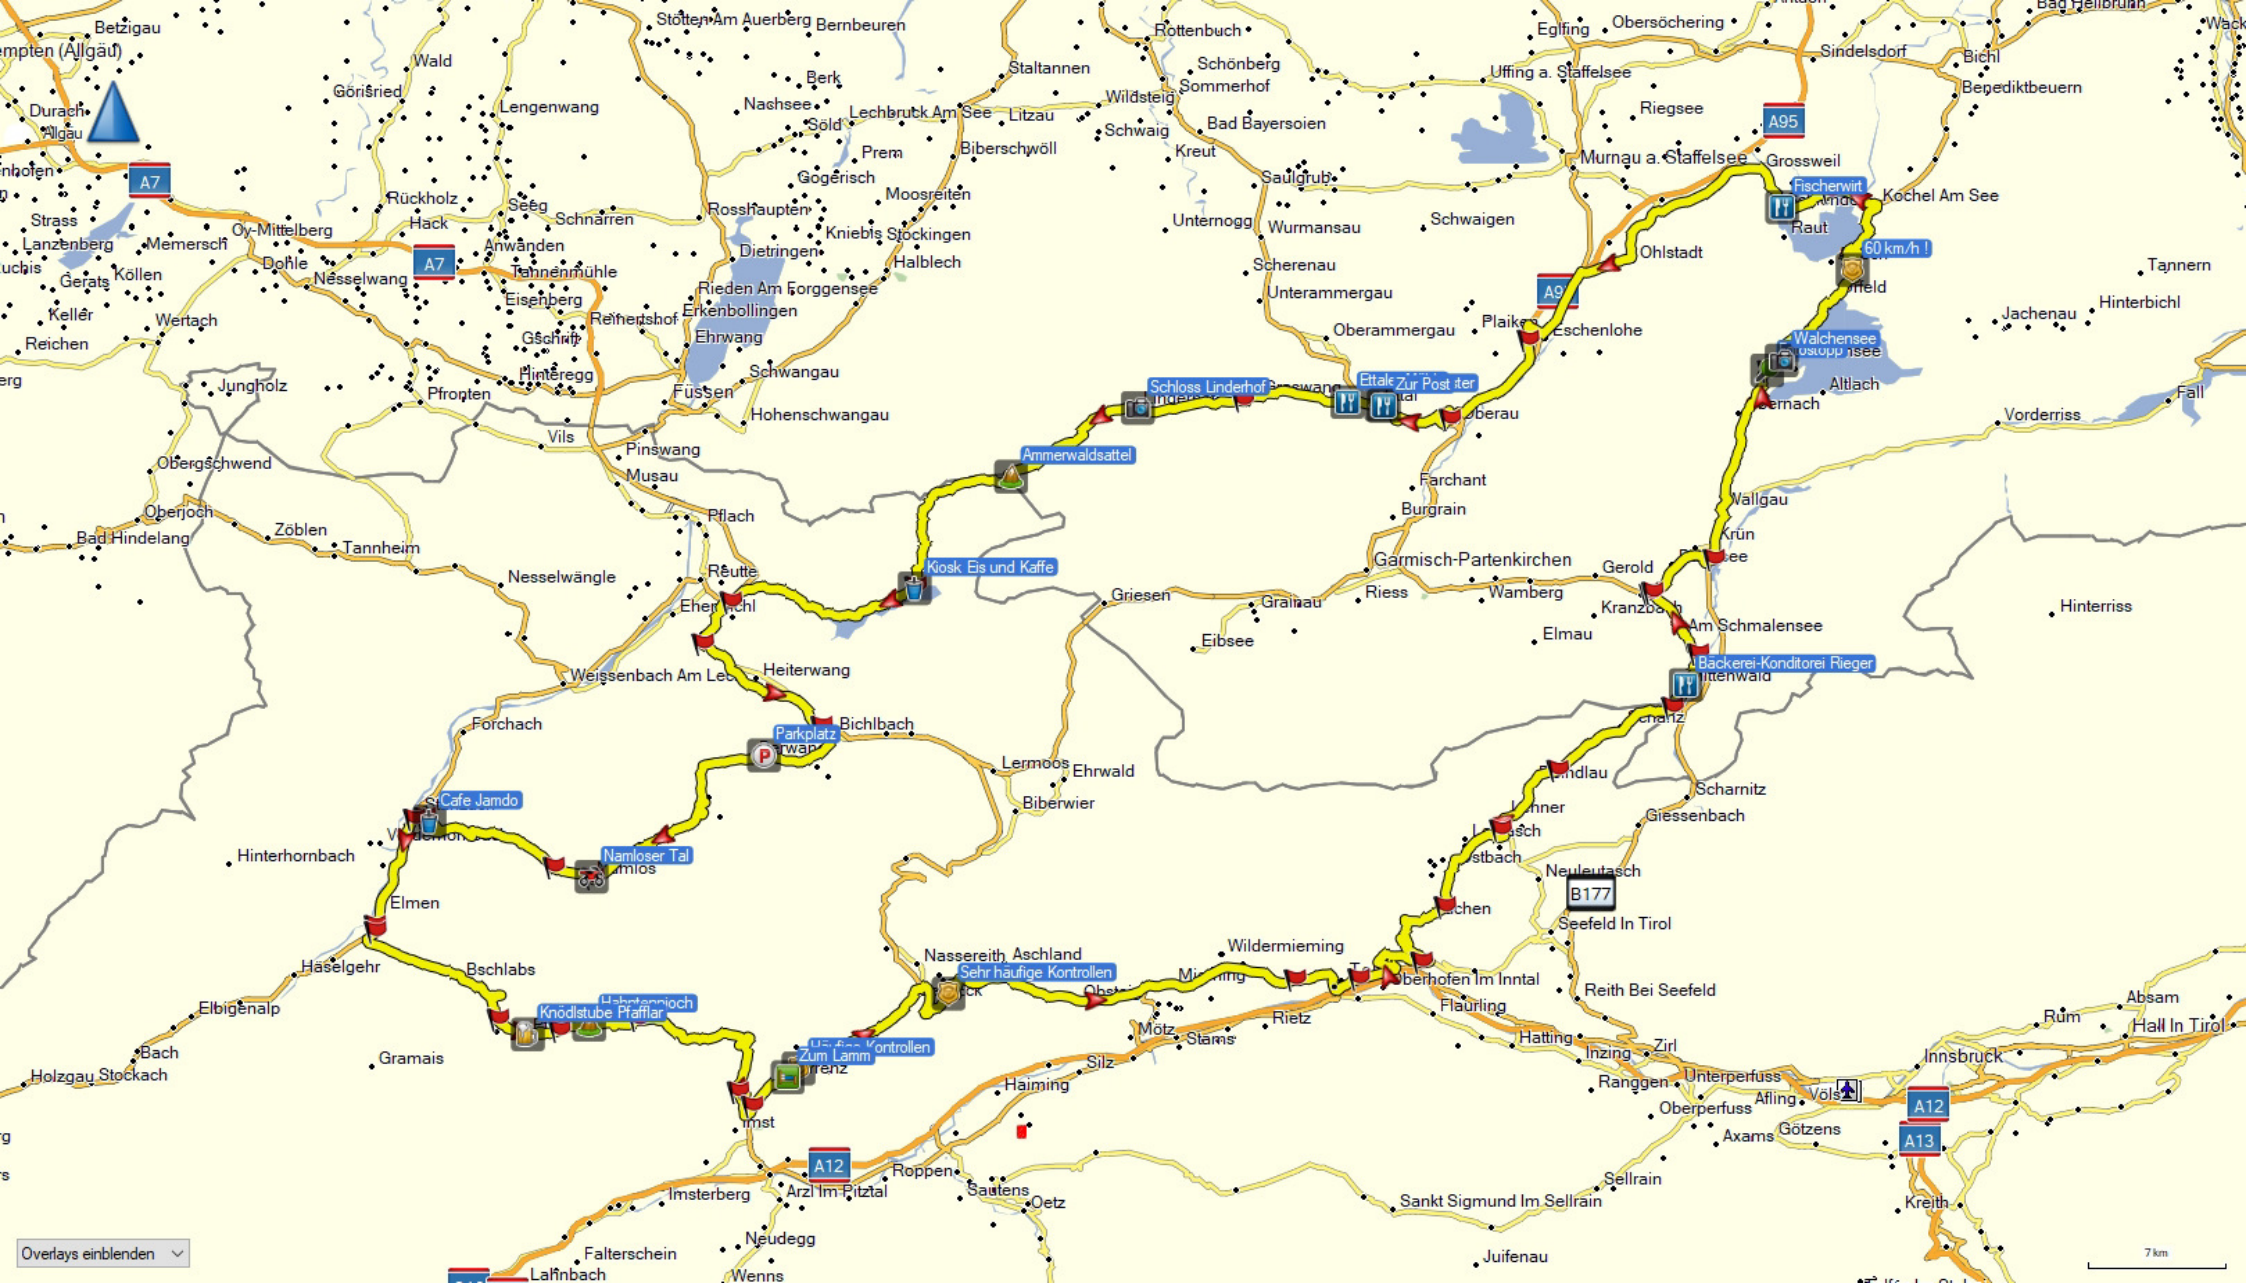 Betzigau
Stötten Am Auerberg
Bernbeuren
Rottenbuch
Eglfing
Obersöchering
Sindelsdorf
Bichl
Wald
Staltannen
Schönberg
Sommerhof
Uffing a. Staffelsee
Benediktbeuern
Berk
Görisried
Lengenwang
Nachsee
Wildsteig
Riegsee
Durach
Söld
Lechbruck Am See
Litzau
Bad Bayersoien
A95
Allgäu
Schwaig
Prem
Biberschwöll
Kreut
Murnau a. Staffelsee
Grossweil
A7
Gogerisch
Saulgrub
Fischerwirt
Rückholz
Moosreiten
Kochel Am See
Strass
Hack
Seeg
Schnarren
Rosshaupten
Unternogg
Wurmansau
Schwaigen
Raut
Lanzenberg
Memersch
Oy-Mittelberg
Kniebis
Stockingen
Anwanden
Dietringen
Ohlstadt
60 km/h !
Köllen
Dohle
A7
Tannenmühle
Halblech
Scherenau
Tannern
Gerats
Nesselwang
Eisenberg
Rieden Am Forggensee
Unterammergau
Hinterbichl
Keller
Wertach
Reinertshof
Erkenbollingen
Oberammergau
Plaiken
Eschenlohe
Jachenau
Reichen
Gschrift
Ehrwang
Walchensee
Hinteregg
Schwangau
Jungholz
Pfronten
Füssen
Schloss Linderhof
Zur Post
Altlach
Fall
Hohenschwangau
Vorderriss
Vils
Pinswang
Ammerwaldsattel
Obergschwend
Musau
Farchant
Wallgau
Oberjoch
Pflach
Burgrain
Bad Hindelang
Zöblen
Tannheim
Krün
Garmisch-Partenkirchen
Gerold
Nesselwängle
Reutte
Kiosk Eis und Kaffe
Griesen
Grainau
Riess
Wamberg
Kranzbach
Hinterriss
Eibsee
Elmau
Am Schmalensee
Heiterwang
Bäckerei-Konditorei Rieger
Weissenbach Am Lec
Forchach
Bichlbach
Parkplatz
Lermoos
Ehrwald
Biberwier
Scharnitz
Cafe Jamdo
Giessenbach
Hinterhornbach
Namloser Tal
Neuleutasch
B177
Elmen
Seefeld In Tirol
Häselgehr
Bschlabs
Nassereith
Aschland
Wildermieming
Sehr häufige Kontrollen
Oberhofen Im Inntal
Elbigenalp
Hahntennjoch
Knödlstube Pfafflar
Flaurling
Reith Bei Seefeld
Absam
Rum
Hall In Tirol
Rietz
Mötz
Stams
Hatting
Inzing
Zirl
Bach
Gramais
Häufige Kontrollen
Zum Lamm
Silz
Innsbruck
Holzgau
Stockach
Haiming
Ranggen
Unterperfuss
Oberperfuss
Afling
Völs
A12
Imst
Axams
Götzens
A13
A12
Roppen
Imsterberg
Arzl Im Pitztal
Sautens
Oetz
Sellrain
Sankt Sigmund Im Sellrain
Kreith
Neudegg
Falterschein
Juifenau
Lahnbach
Wenns
Overlays einblenden
7 km